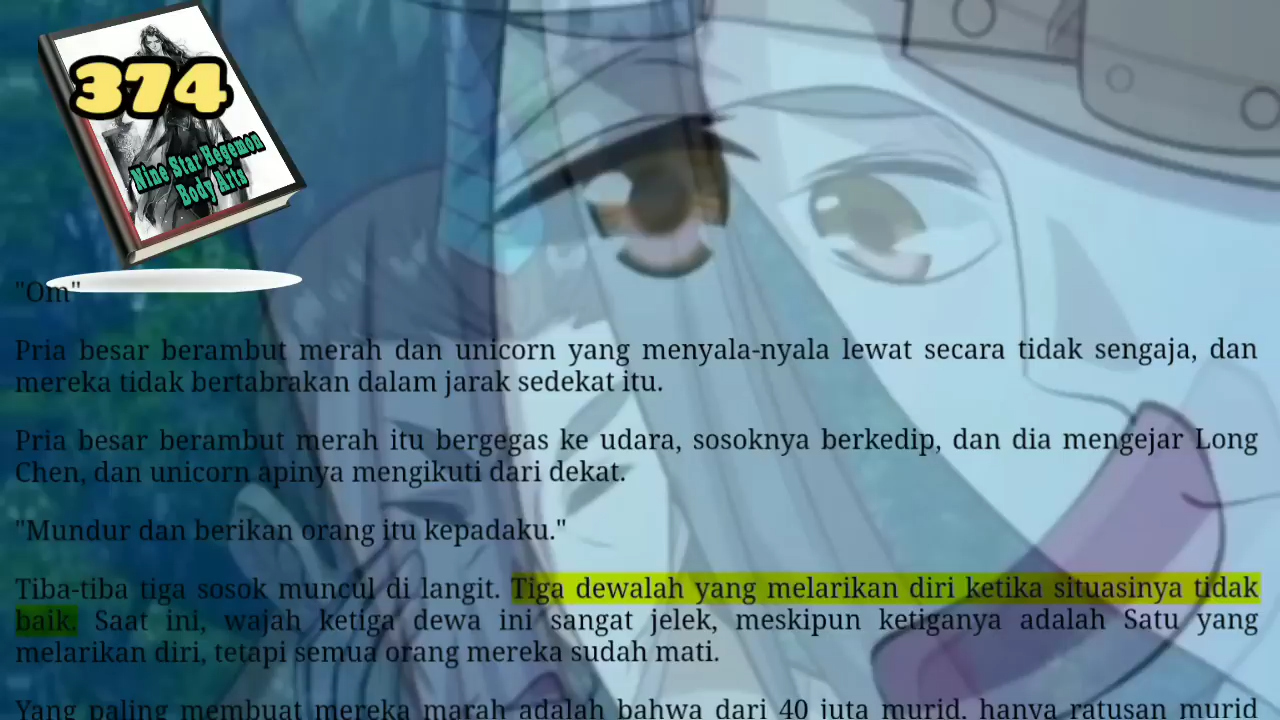 374
Nine Star Hegemon
Body Arts
"Om"
Pria besar berambut merah dan unicorn yang menyala-nyala lewat secara tidak sengaja, dan
mereka tidak bertabrakan dalam jarak sedekat itu.
Pria besar berambut merah itu bergegas ke udara, sosoknya berkedip, dan dia mengejar Long
Chen, dan unicorn apinya mengikuti dari dekat.
"Mundur dan berikan orang itu kepadaku."
Tiba-tiba tiga sosok muncul di langit. Tiga dewalah yang melarikan diri ketika situasinya tidak
baik. Saat ini, wajah ketiga dewa ini sangat jelek, meskipun ketiganya adalah Satu yang
melarikan diri, tetapi semua orang mereka sudah mati.
Yang paling membuat mereka marah adalah bahwa dari 40 juta murid, hanya ratusan murid